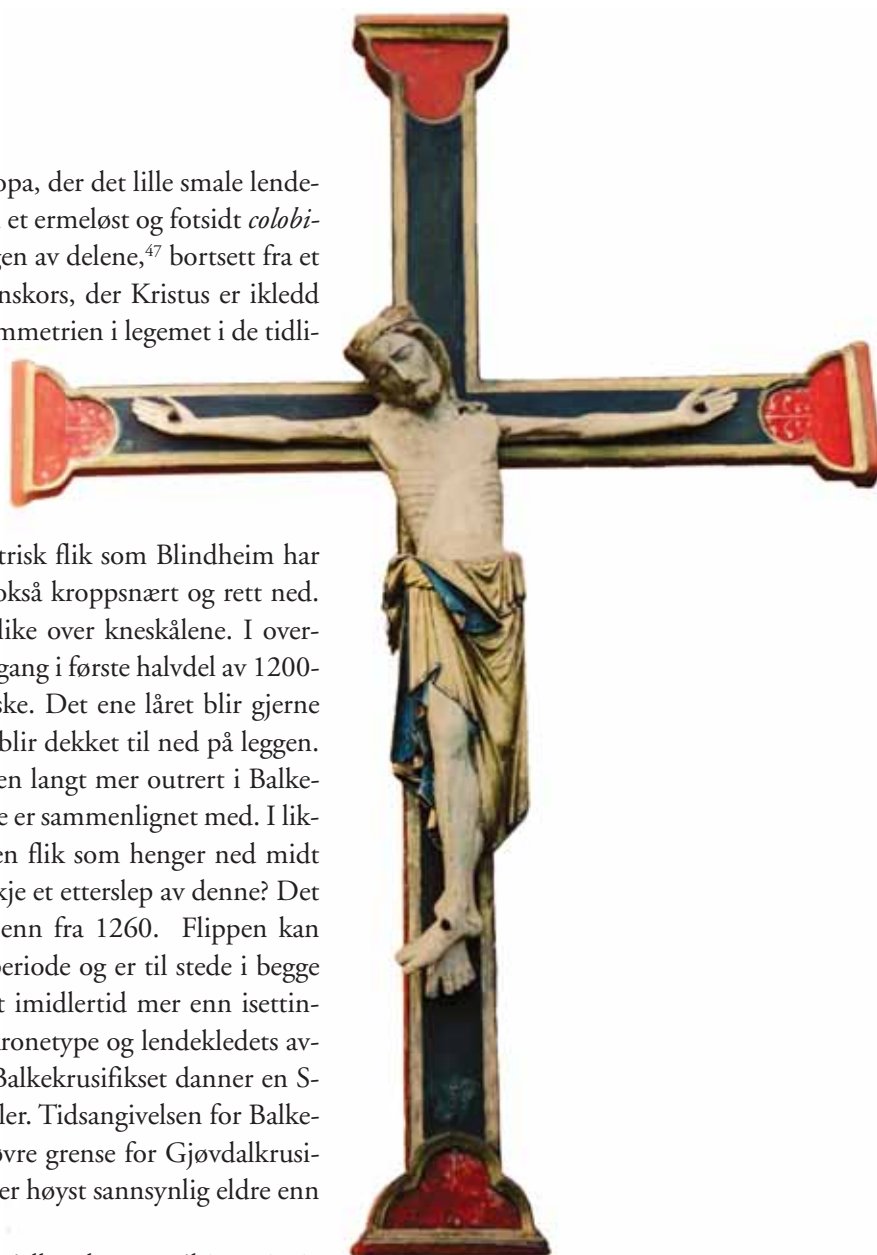 opa, der det lille smale lende-
et ermeløst og fotsidt colobi-
gen av delene,⁴⁷ bortsett fra et
nskors, der Kristus er ikledd
mmetrien i legemet i de tidli-
trisk flik som Blindheim har
også kroppsnært og rett ned.
like over kneskålene. I over-
gang i første halvdel av 1200-
ske. Det ene låret blir gjerne
blir dekket til ned på leggen.
en langt mer outrert i Balke-
e er sammenlignet med. I lik-
en flik som henger ned midt
kje et etterslep av denne? Det
enn fra 1260. Flippen kan
periode og er til stede i begge
t imidlertid mer enn isettin-
kronetype og lendekledets av-
Balkekrusifikset danner en S-
ler. Tidsangivelsen for Balke-
øvre grense for Gjøvdalkrusi-
er høyst sannsynlig eldre enn